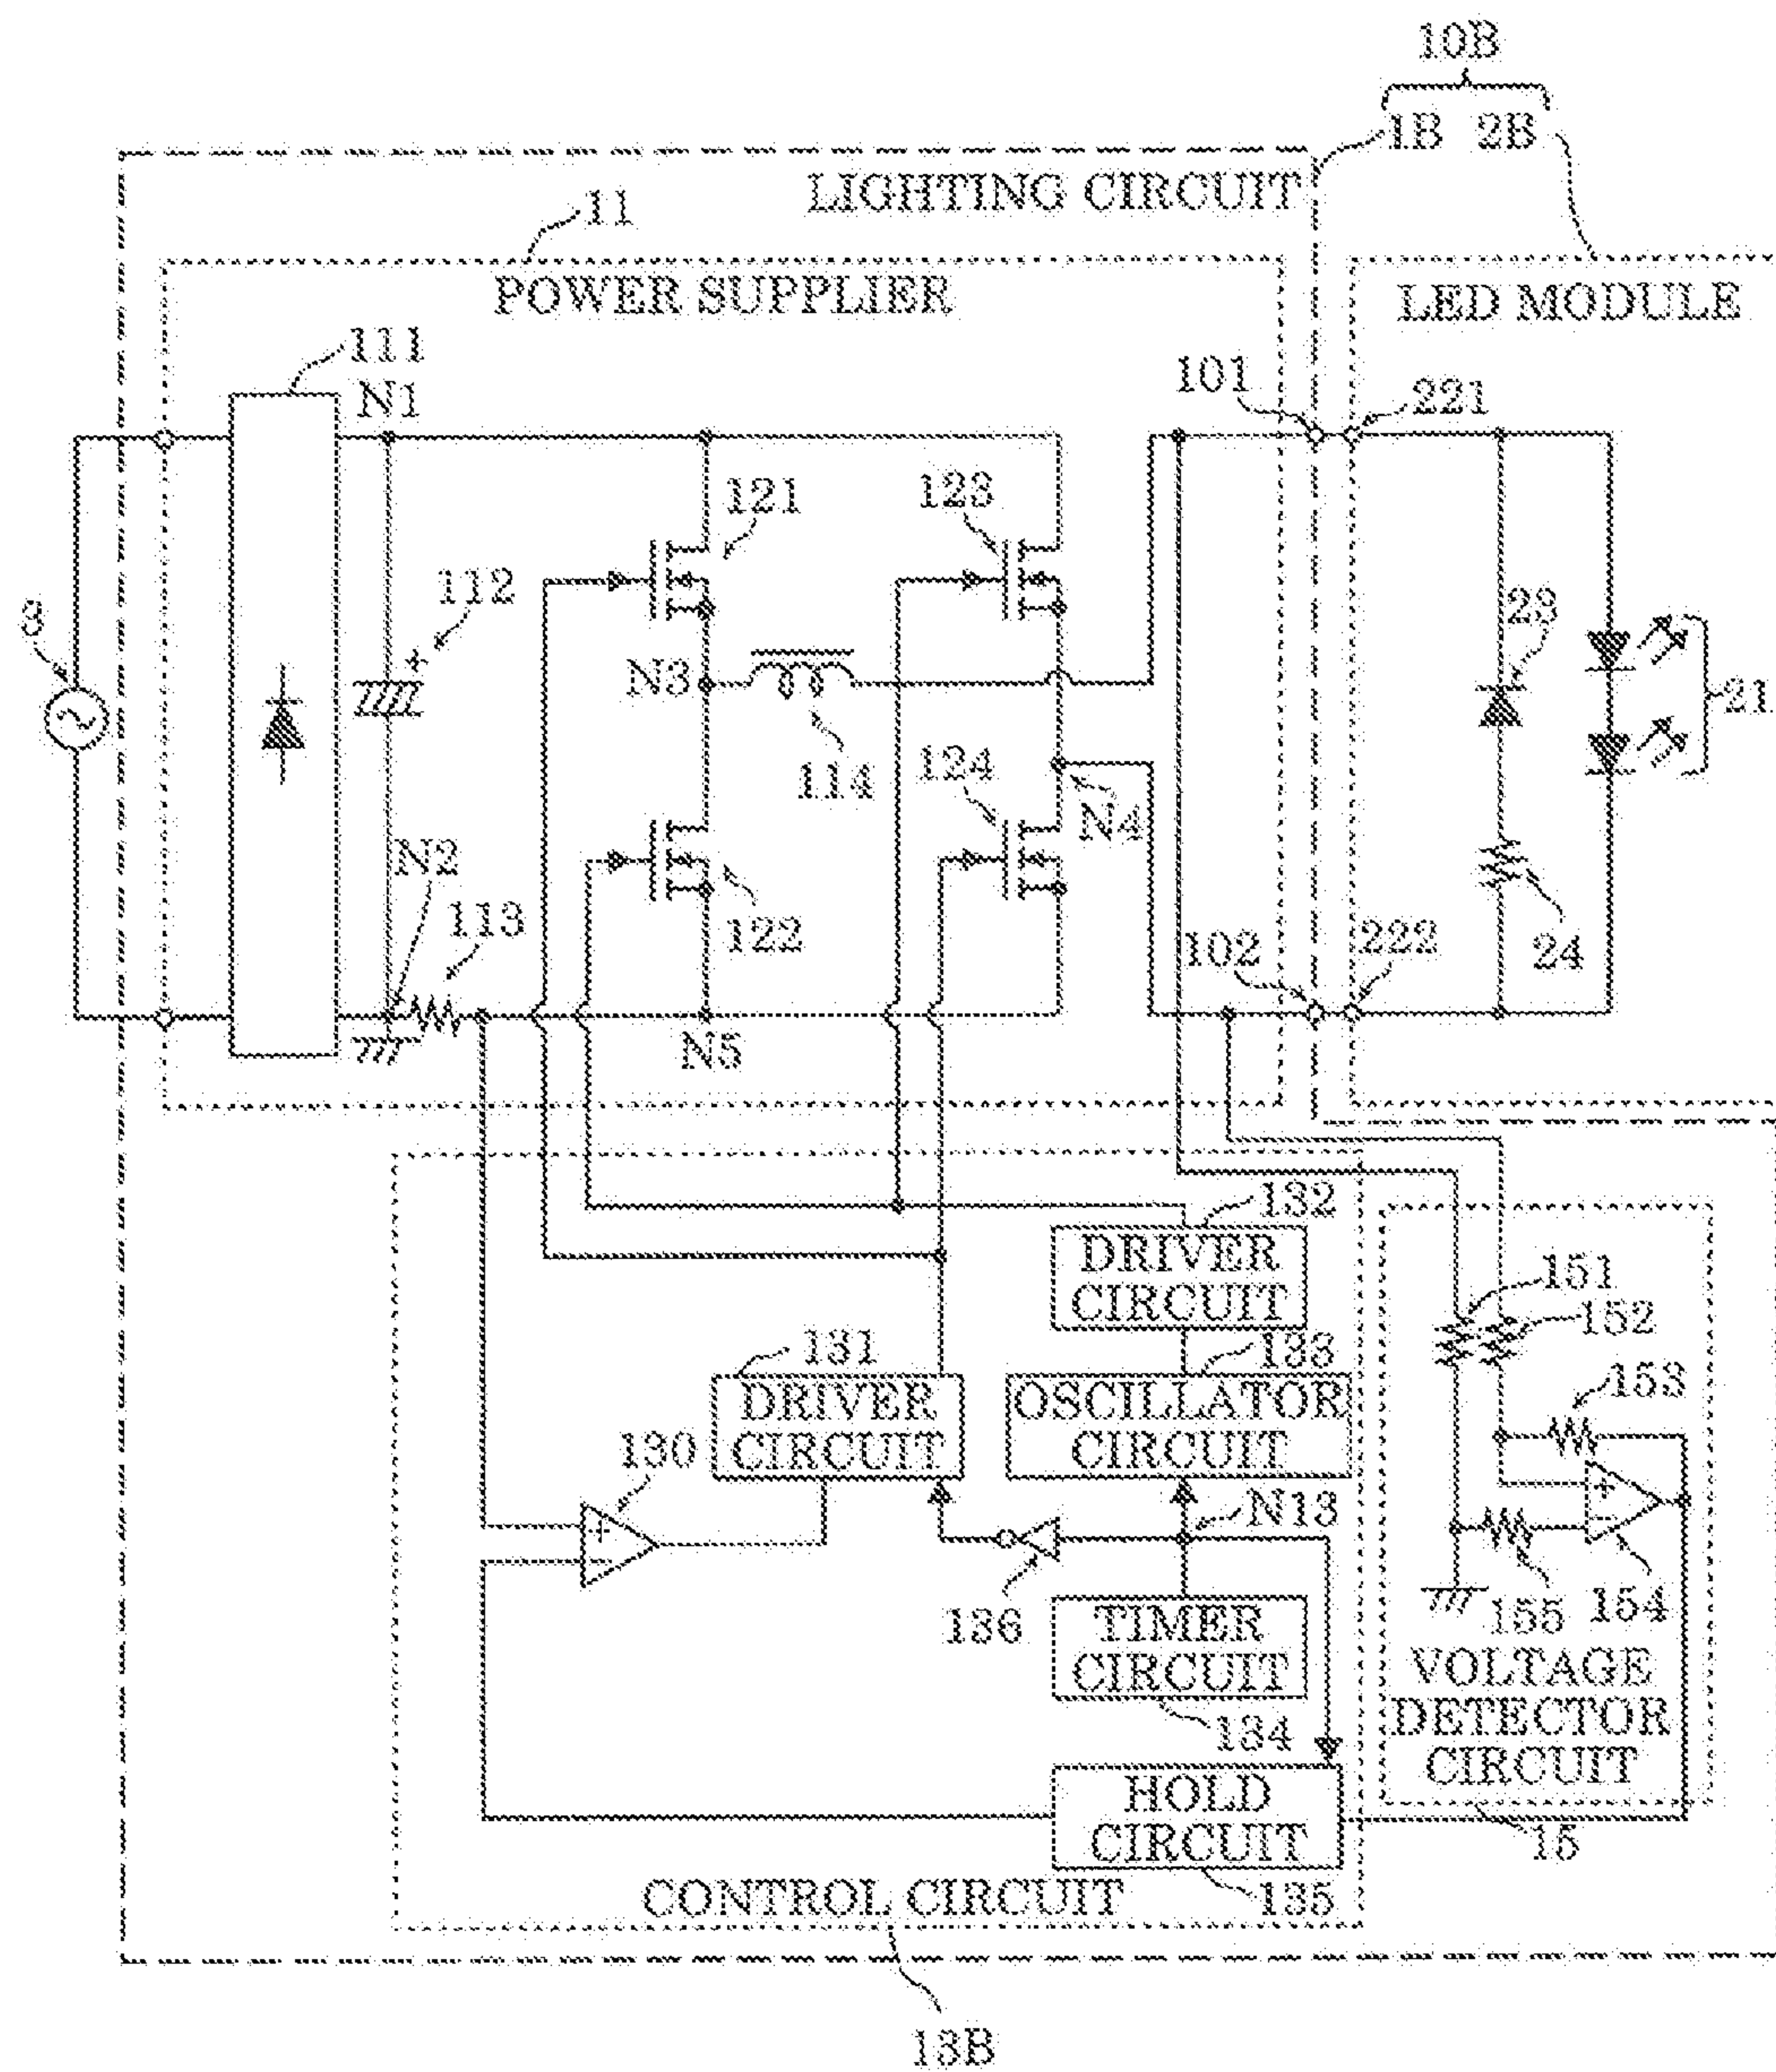 10B
1B 2B
LIGHTING CIRCUIT
11
POWER SUPPLIER
LED MODULE
111
N1
101
221
121
123
3
112
+
23
N3
21
114
124
N4
N2
113
122
102
222
24
N5
132
DRIVER
CIRCUIT
151
152
131
133
153
DRIVER
CIRCUIT
OSCILLATOR
CIRCUIT
130
N13
+
−
+
−
136
155
154
TIMER
CIRCUIT
134
VOLTAGE
DETECTOR
CIRCUIT
HOLD
CIRCUIT
15
135
CONTROL CIRCUIT
13B